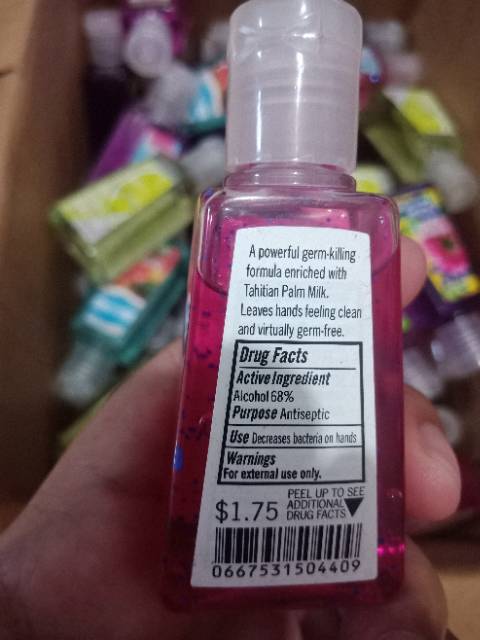 A powerful germ-killing
formula enriched with
Tahitian Palm Milk.
Leaves hands feeling clean
and virtually germ-free.
Drug Facts
Active Ingredient
Alcohol 68%
Purpose Antiseptic
Use Decreases bacteria on hands
Warnings
For external use only.
$1.75
PEEL UP TO SEE
ADDITIONAL
DRUG FACTS
0667531504409